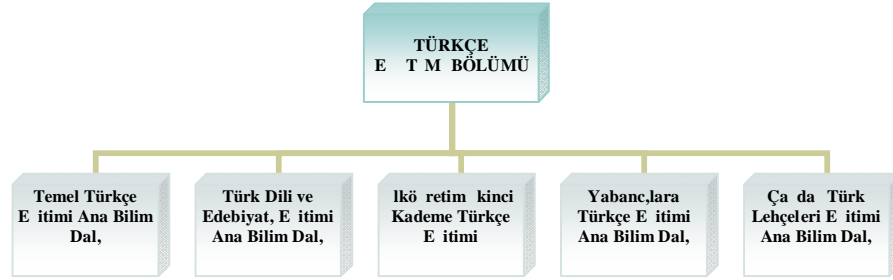 TÜRKÇE
E T M BÖLÜMÜ
Temel Türkçe
E itimi Ana Bilim
Dal,
Türk Dili ve
Edebiyat, E itimi
Ana Bilim Dal,
lkö retim kinci
Kademe Türkçe
E itimi
Yabanc,lara
Türkçe E itimi
Ana Bilim Dal,
Ça da Türk
Lehçeleri E itimi
Ana Bilim Dal,